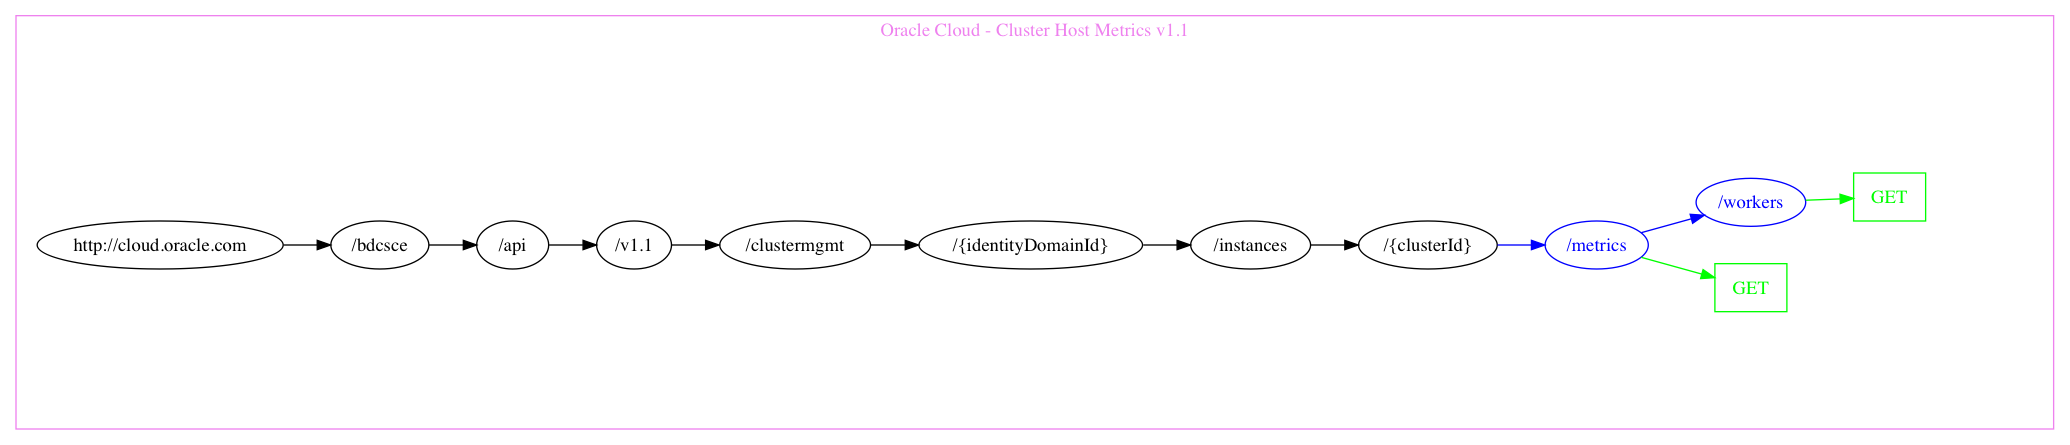 Oracle Cloud - Cluster Host Metrics v1.1
http://cloud.oracle.com
/bdcsce
/api
/v1.1
/clustermgmt
/{identityDomainId}
/instances
/{clusterId}
/metrics
/workers
GET
GET